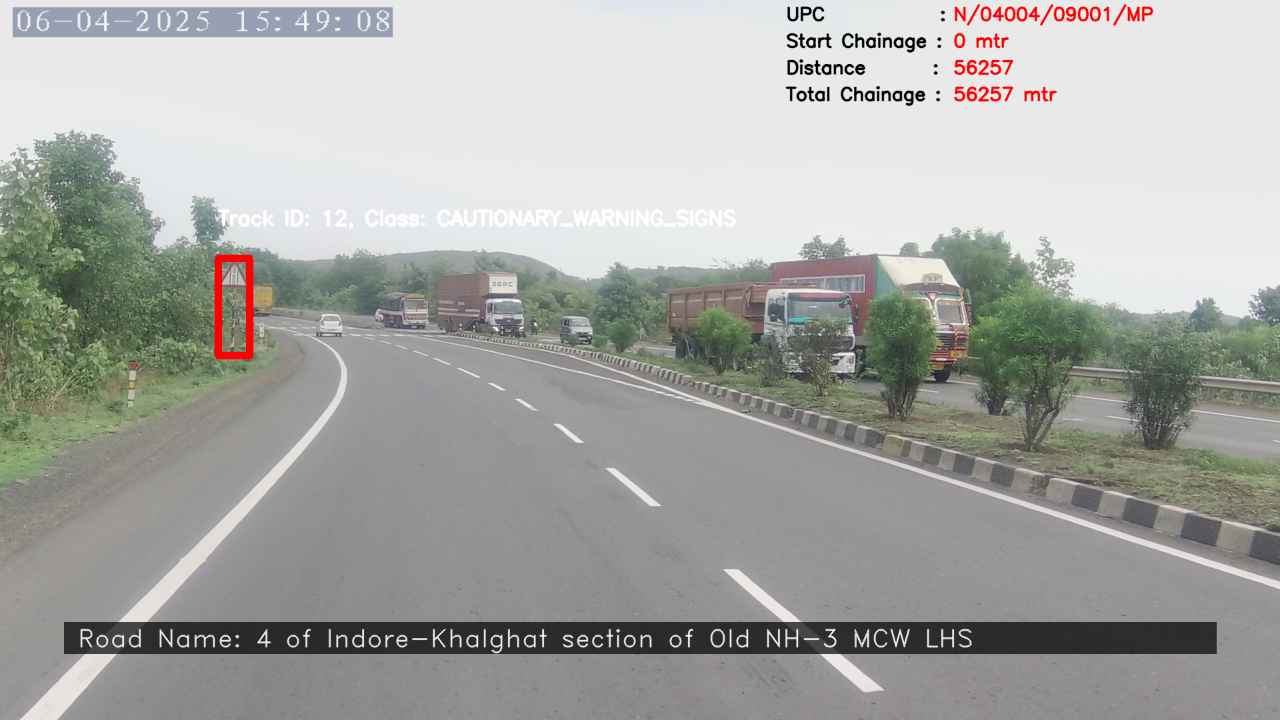 06-04-2025 15:49:08
UPC : N/04004/09001/MP
Start Chainage : 0 mtr
Distance : 56257
Total Chainage : 56257 mtr
Track ID: 12, Class: CAUTIONARY_WARNING_SIGNS
Road Name: 4 of Indore-Khalghat section of Old NH-3 MCW LHS